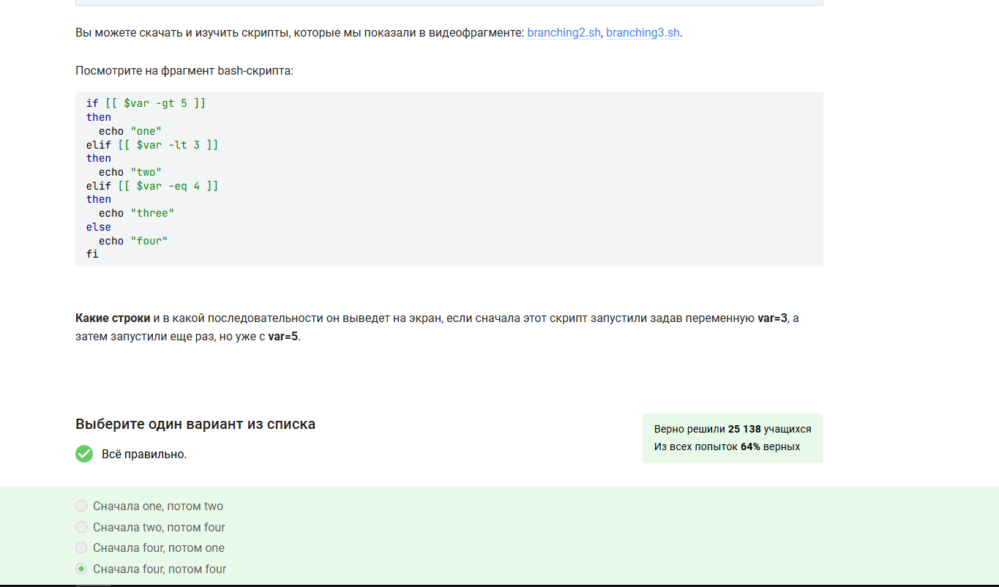 Вы можете скачать и изучить скрипты, которые мы показали в видеофрагменте: branching2.sh, branching3.sh.
Посмотрите на фрагмент bash-скрипта:
if [[ $var -gt 5 ]]
then
  echo "one"
elif [[ $var -lt 3 ]]
then
  echo "two"
elif [[ $var -eq 4 ]]
then
  echo "three"
else
  echo "four"
fi
Какие строки и в какой последовательности он выведет на экран, если сначала этот скрипт запустили задав переменную var=3, а
затем запустили еще раз, но уже с var=5.
Выберите один вариант из списка
Всё правильно.
Верно решили 25 138 учащихся
Из всех попыток 64% верных
Сначала one, потом two
Сначала two, потом four
Сначала four, потом one
Сначала four, потом four